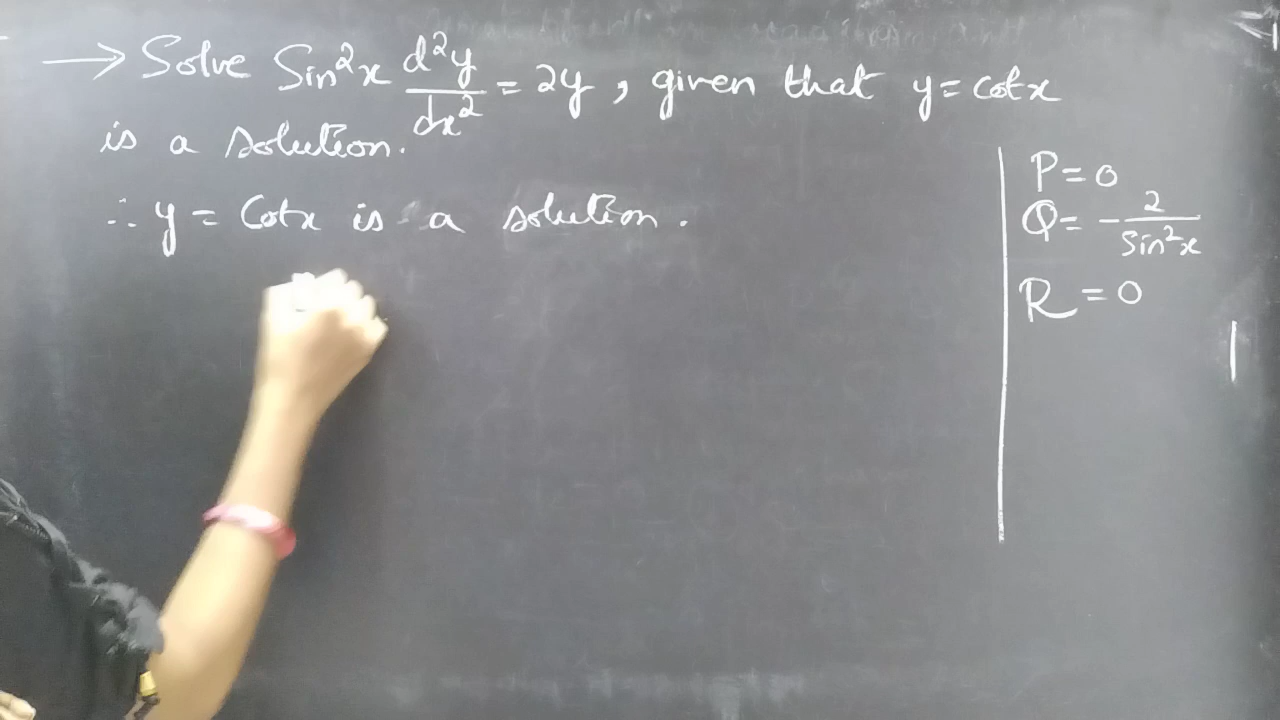 → Solve Sin²x d²y/dx² = 2y, given that y=cotx
is a solution.
∴ y = Cotx is a solution.
P=0
Q= -2/Sin²x
R=0